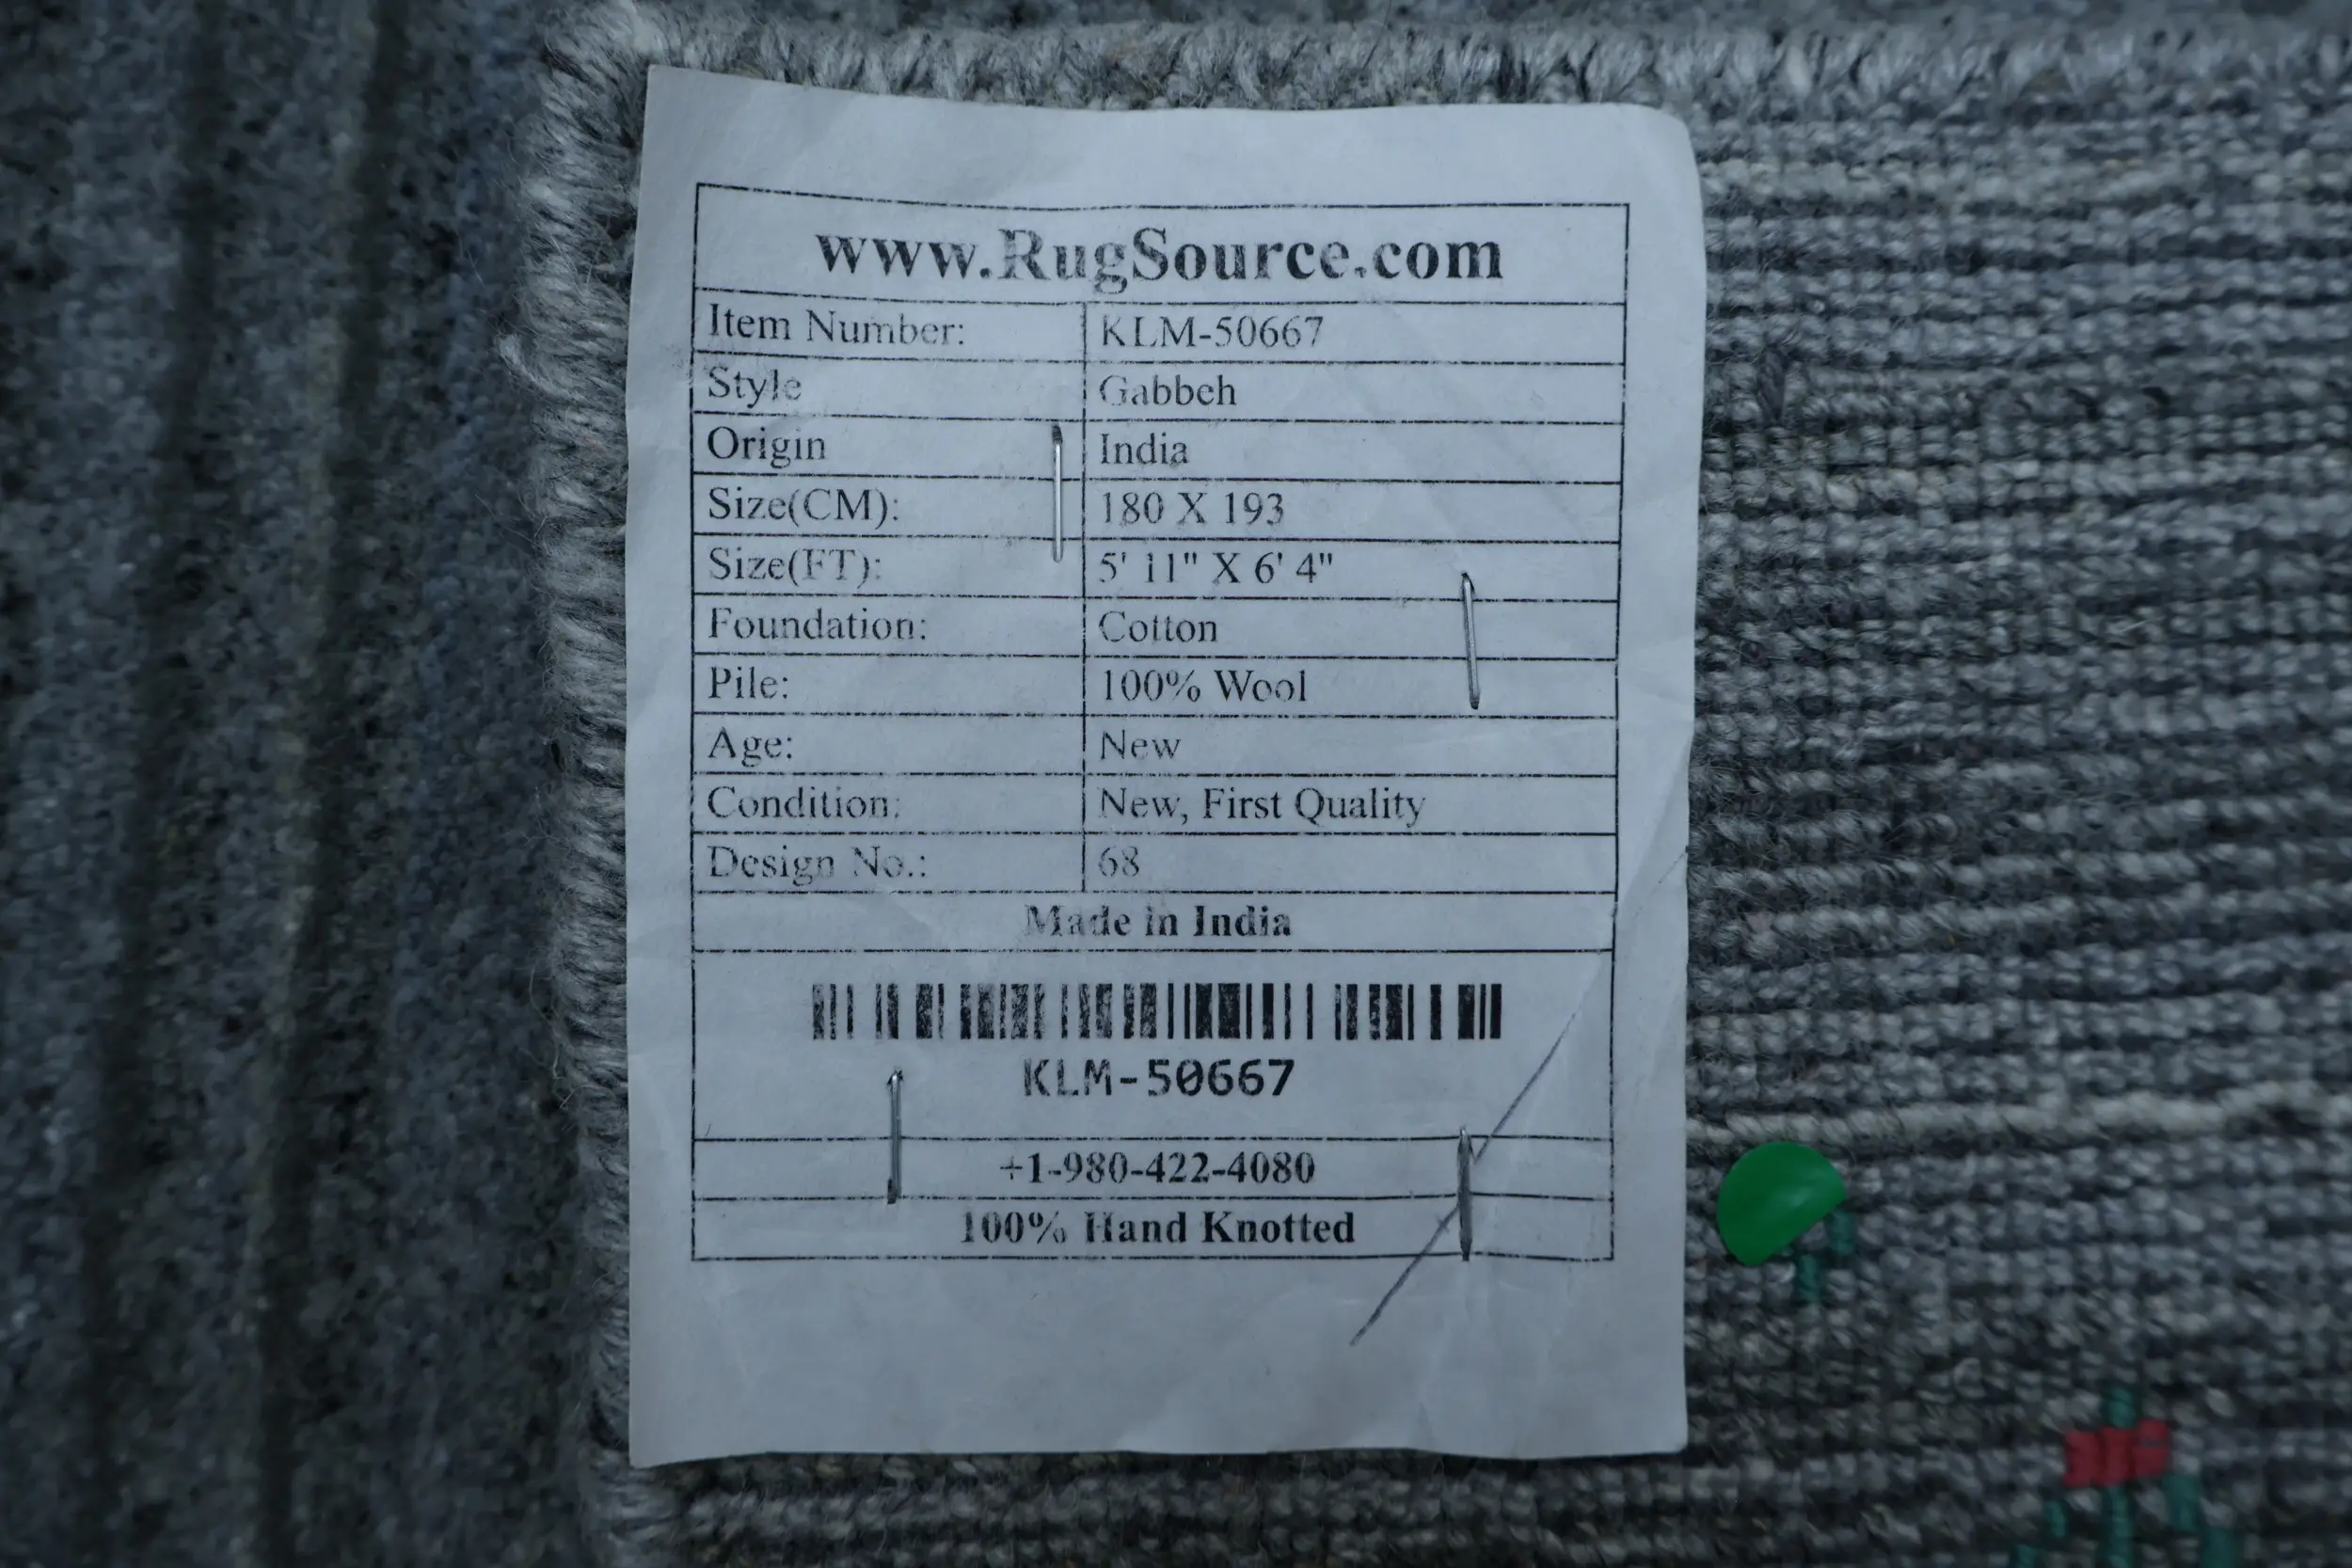 www.RugSource.com
Item Number: KLM-50667
Style Gabbeh
Origin India
Size(CM): 180 X 193
Size(FT): 5' 11" X 6' 4"
Foundation: Cotton
Pile: 100% Wool
Age: New
Condition: New, First Quality
Design No.: 68
Made in India
KLM-50667
+1-980-422-4080
100% Hand Knotted